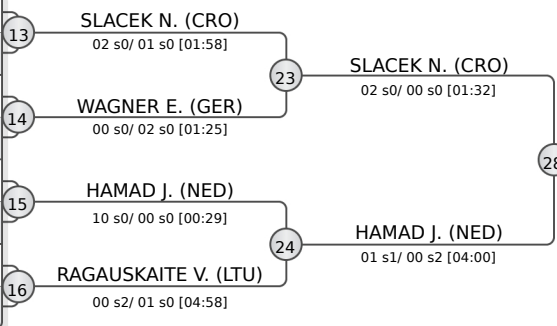 13
SLACEK N. (CRO)
02 s0/ 01 s0 [01:58]
23
SLACEK N. (CRO)
02 s0/ 00 s0 [01:32]
14
WAGNER E. (GER)
00 s0/ 02 s0 [01:25]
28
15
HAMAD J. (NED)
10 s0/ 00 s0 [00:29]
24
HAMAD J. (NED)
01 s1/ 00 s2 [04:00]
16
RAGAUSKAITE V. (LTU)
00 s2/ 01 s0 [04:58]